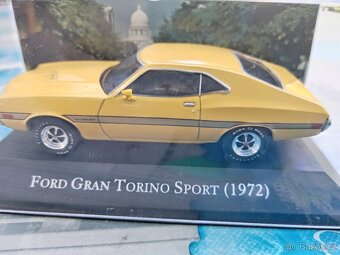 FORD GRAN TORINO SPORT (1972)